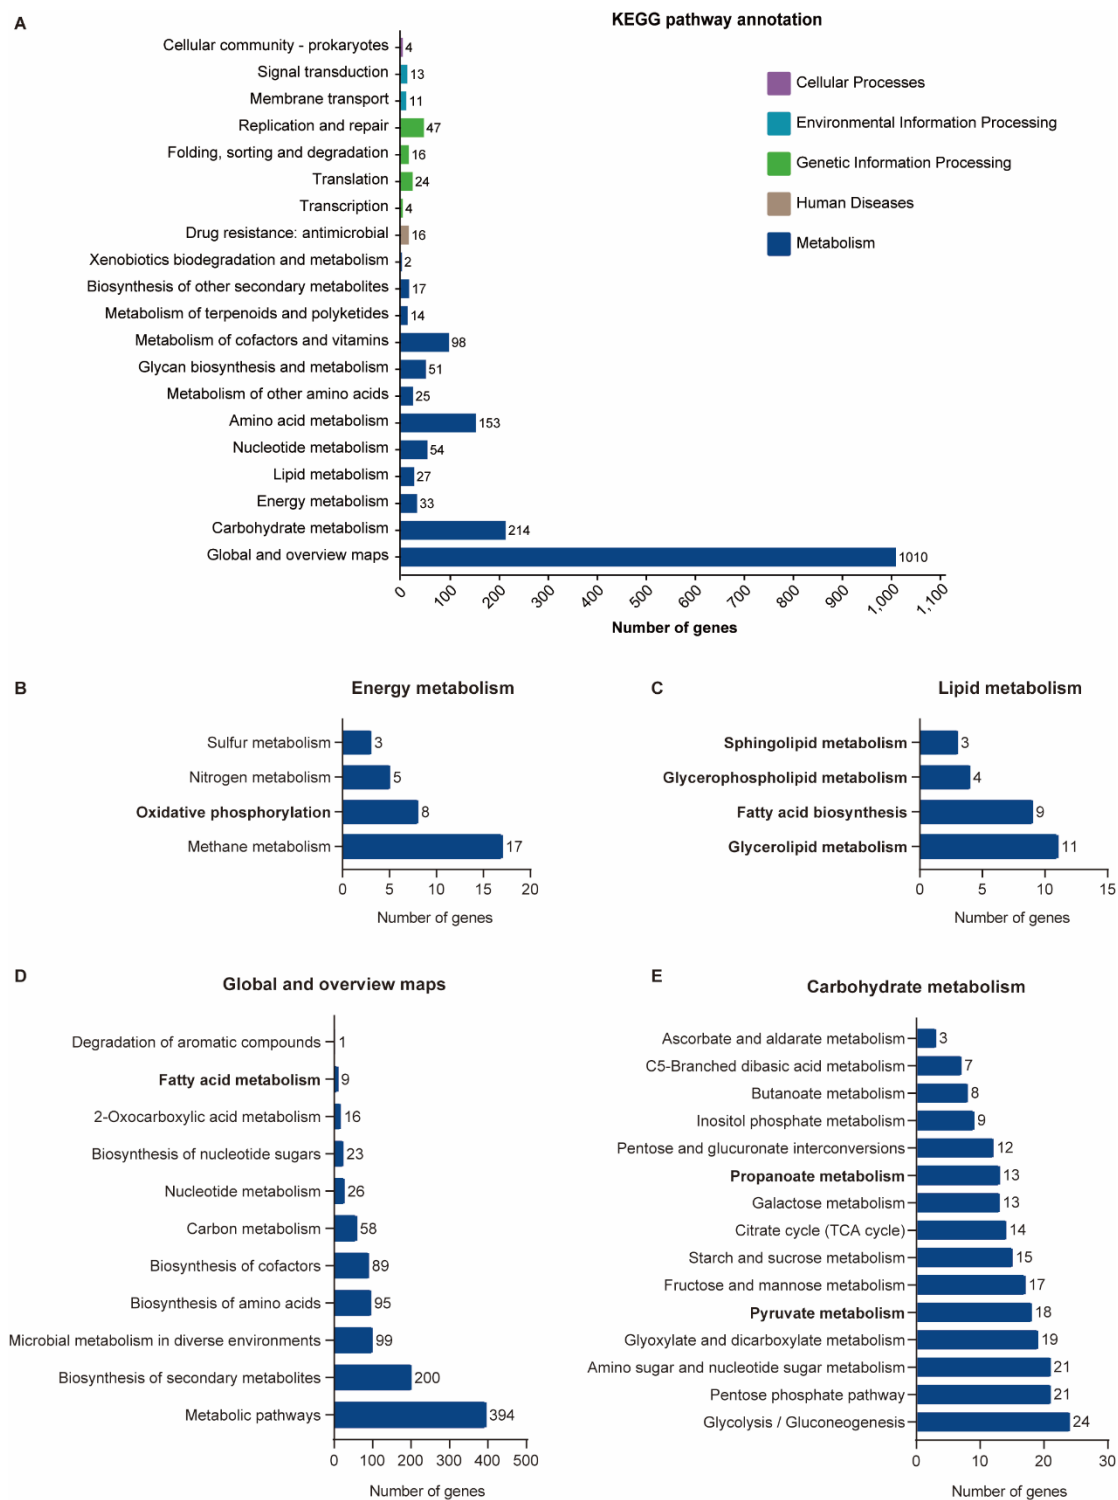 A
KEGG pathway annotation
Cellular community - prokaryotes 4
Signal transduction 13
Membrane transport 11
Replication and repair 47
Folding, sorting and degradation 16
Translation 24
Transcription 4
Drug resistance: antimicrobial 16
Xenobiotics biodegradation and metabolism 2
Biosynthesis of other secondary metabolites 17
Metabolism of terpenoids and polyketides 14
Metabolism of cofactors and vitamins 98
Glycan biosynthesis and metabolism 51
Metabolism of other amino acids 25
Amino acid metabolism 153
Nucleotide metabolism 54
Lipid metabolism 27
Energy metabolism 33
Carbohydrate metabolism 214
Global and overview maps 1010
0 100 200 300 400 500 600 700 800 900 1,000 1,100
Number of genes
Cellular Processes
Environmental Information Processing
Genetic Information Processing
Human Diseases
Metabolism
B
Energy metabolism
Sulfur metabolism 3
Nitrogen metabolism 5
Oxidative phosphorylation 8
Methane metabolism 17
0 5 10 15 20
Number of genes
C
Lipid metabolism
Sphingolipid metabolism 3
Glycerophospholipid metabolism 4
Fatty acid biosynthesis 9
Glycerolipid metabolism 11
0 5 10 15
Number of genes
D
Global and overview maps
Degradation of aromatic compounds 1
Fatty acid metabolism 9
2-Oxocarboxylic acid metabolism 16
Biosynthesis of nucleotide sugars 23
Nucleotide metabolism 26
Carbon metabolism 58
Biosynthesis of cofactors 89
Biosynthesis of amino acids 95
Microbial metabolism in diverse environments 99
Biosynthesis of secondary metabolites 200
Metabolic pathways 394
0 100 200 300 400 500
Number of genes
E
Carbohydrate metabolism
Ascorbate and aldarate metabolism 3
C5-Branched dibasic acid metabolism 7
Butanoate metabolism 8
Inositol phosphate metabolism 9
Pentose and glucuronate interconversions 12
Propanoate metabolism 13
Galactose metabolism 13
Citrate cycle (TCA cycle) 14
Starch and sucrose metabolism 15
Fructose and mannose metabolism 17
Pyruvate metabolism 18
Glyoxylate and dicarboxylate metabolism 19
Amino sugar and nucleotide sugar metabolism 21
Pentose phosphate pathway 21
Glycolysis / Gluconeogenesis 24
0 10 20 30
Number of genes